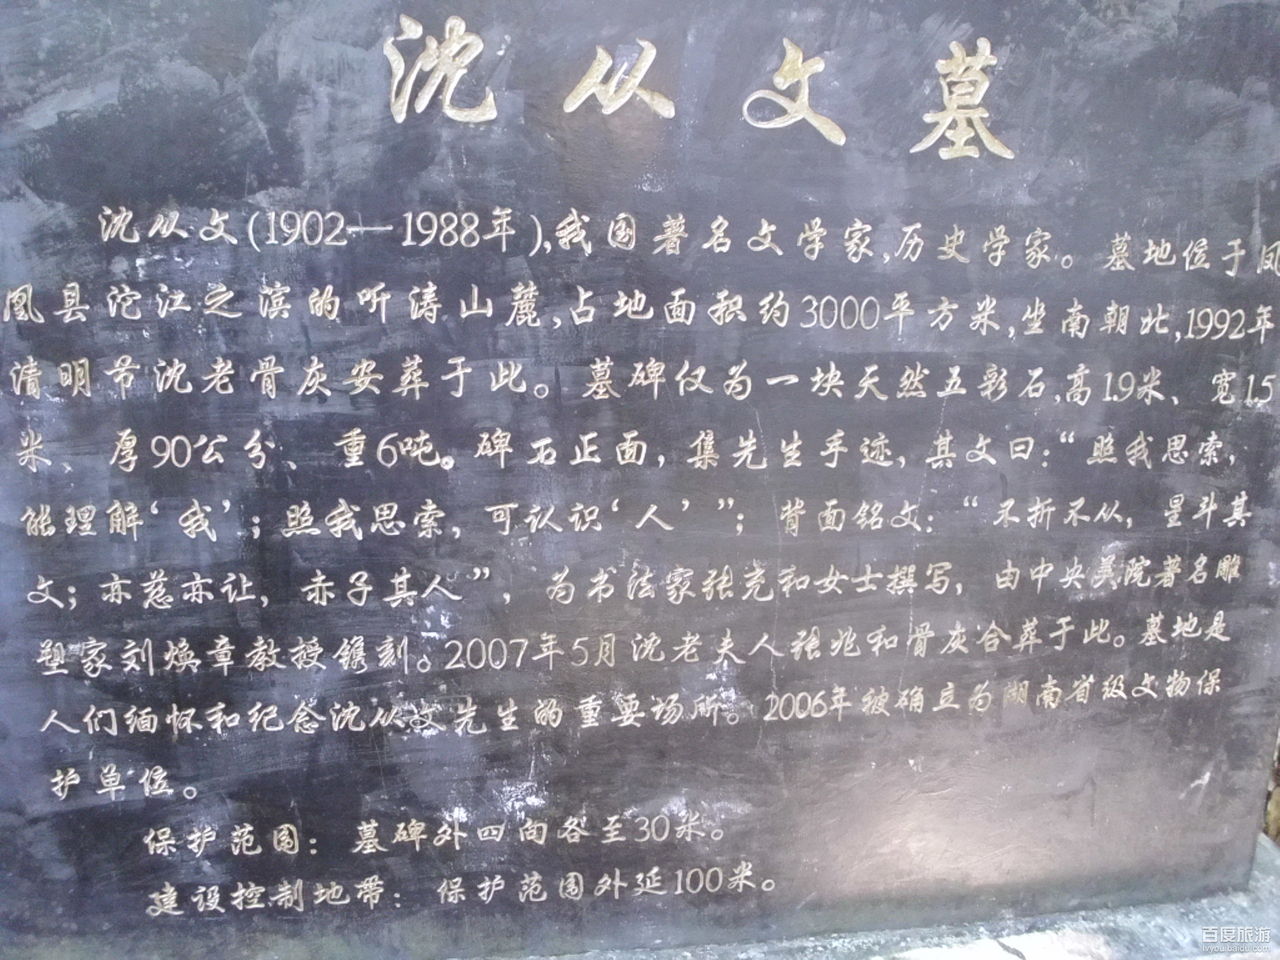 沈从文墓
沈从文(1902—1988年),我国著名文学家,历史学家。墓地位于凤
凰县沱江之滨的听涛山麓,占地面积约3000平方米,坐南朝北,1992年
清明节沈老骨灰安葬于此。墓碑仅为一块天然五彩石,高1.9米、宽1.5
米、厚90公分、重6吨。碑石正面,集先生手迹,其文曰:“照我思索,
能理解‘我’;照我思索,可认识‘人’”;背面铭文:“不折不从,星斗其
文;亦慈亦让,赤子其人”,为书法家张充和女士撰写,由中央美院著名雕
塑家刘焕章教授镌刻。2007年5月沈老夫人张兆和骨灰合葬于此。墓地是
人们缅怀和纪念沈从文先生的重要场所。2006年被确立为湖南省级文物保
护单位。
保护范围:墓碑外四向各至30米。
建设控制地带:保护范围外延100米。
百度旅游
lvyou.baidu.com